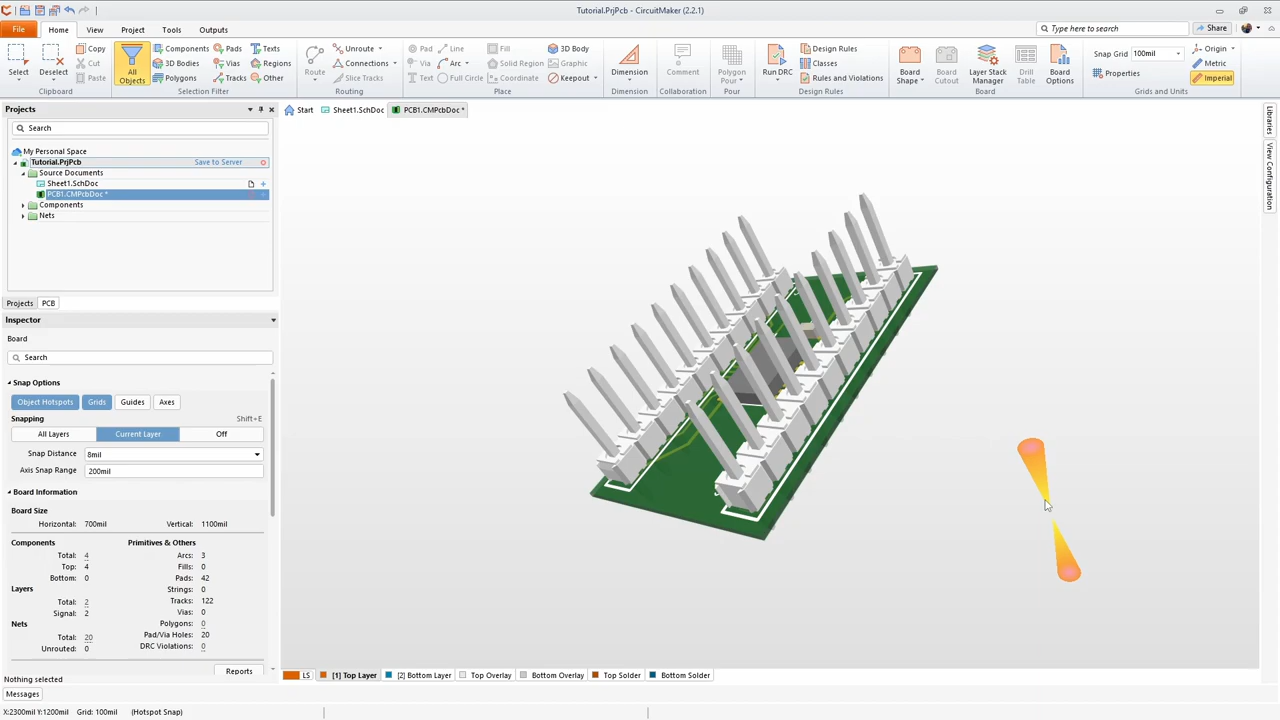 Tutorial.PrjPcb - CircuitMaker (2.2.1)
File Home View Project Tools Outputs
Type here to search Share
Select Deselect Copy Cut Paste
Clipboard
All Objects Components 3D Bodies Polygons Pads Vias Tracks Texts Regions Other
Selection Filter
Route Unroute Connections Slide Tracks
Routing
Pad Via Line Arc Text Full Circle Fill Solid Region Coordinate 3D Body Graphic Keepout
Place
Dimension
Dimension
Comment
Collaboration
Polygon Pour
Pour
Run DRC Design Rules Classes Rules and Violations
Design Rules
Board Shape Board Cutout Layer Stack Manager Drill Table Board Options
Board
Snap Grid 100mil Properties Origin Metric Imperial
Grids and Units
Projects
Start Sheet1.SchDoc PCB1.CMPcbDoc *
Search
My Personal Space
Tutorial.PrjPcb Save to Server
Source Documents
Sheet1.SchDoc
PCB1.CMPcbDoc *
Components
Nets
Libraries
View Configuration
Projects PCB
Inspector
Board
Search
Snap Options
Object Hotspots Grids Guides Axes
Snapping Shift+E
All Layers Current Layer Off
Snap Distance 8mil
Axis Snap Range 200mil
Board Information
Board Size
Horizontal: 700mil Vertical: 1100mil
Components Primitives & Others
Total: 4 Arcs: 3
Top: 4 Fills: 0
Bottom: 0 Pads: 42
Layers Strings: 0
Total: 2 Tracks: 122
Signal: 2 Vias: 0
Nets Polygons: 0
Total: 20 Pad/Via Holes: 20
Unrouted: 0 DRC Violations: 0
Reports
Nothing selected
LS [1] Top Layer [2] Bottom Layer Top Overlay Bottom Overlay Top Solder Bottom Solder
Messages
X:2300mil Y:1200mil Grid: 100mil (Hotspot Snap)